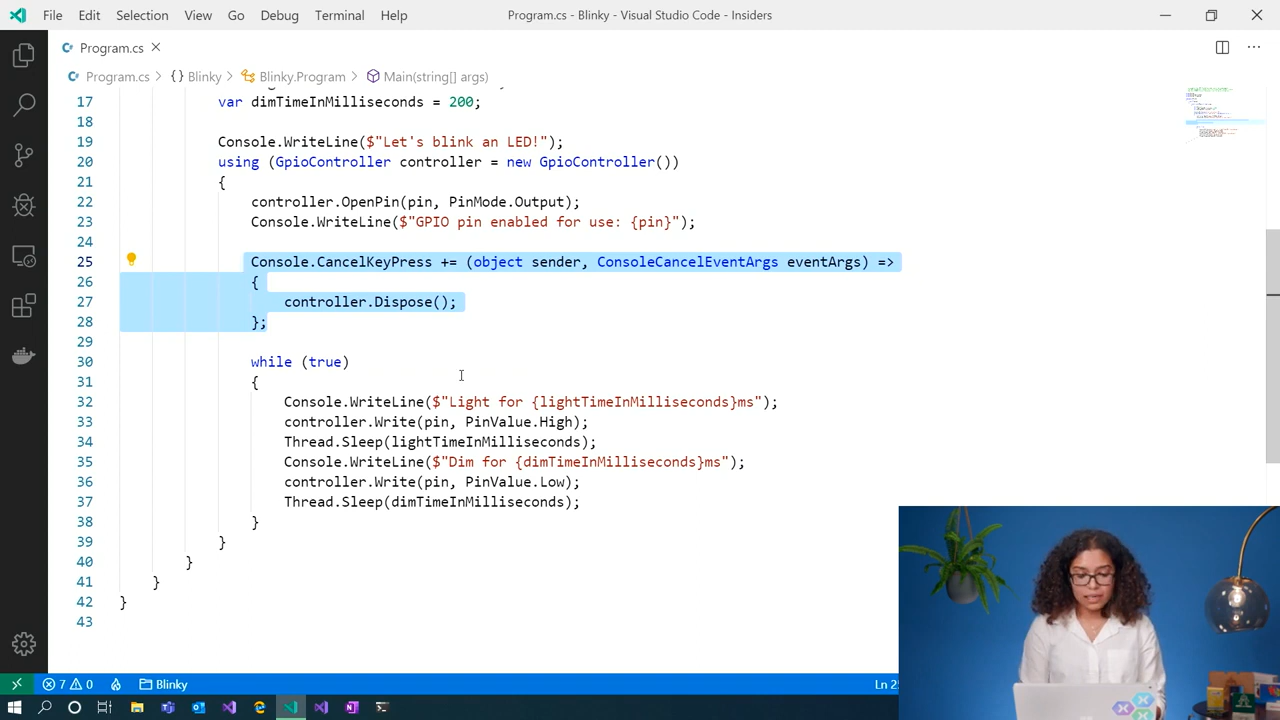 File Edit Selection View Go Debug Terminal Help Program.cs - Blinky - Visual Studio Code - Insiders
Program.cs
Program.cs > {} Blinky > Blinky.Program > Main(string[] args)
17 var dimTimeInMilliseconds = 200;
18
19 Console.WriteLine($"Let's blink an LED!");
20 using (GpioController controller = new GpioController())
21 {
22 controller.OpenPin(pin, PinMode.Output);
23 Console.WriteLine($"GPIO pin enabled for use: {pin}");
24
25 Console.CancelKeyPress += (object sender, ConsoleCancelEventArgs eventArgs) =>
26 {
27 controller.Dispose();
28 };
29
30 while (true)
31 {
32 Console.WriteLine($"Light for {lightTimeInMilliseconds}ms");
33 controller.Write(pin, PinValue.High);
34 Thread.Sleep(lightTimeInMilliseconds);
35 Console.WriteLine($"Dim for {dimTimeInMilliseconds}ms");
36 controller.Write(pin, PinValue.Low);
37 Thread.Sleep(dimTimeInMilliseconds);
38 }
39 }
40 }
41 }
42 }
43
7 0 Blinky